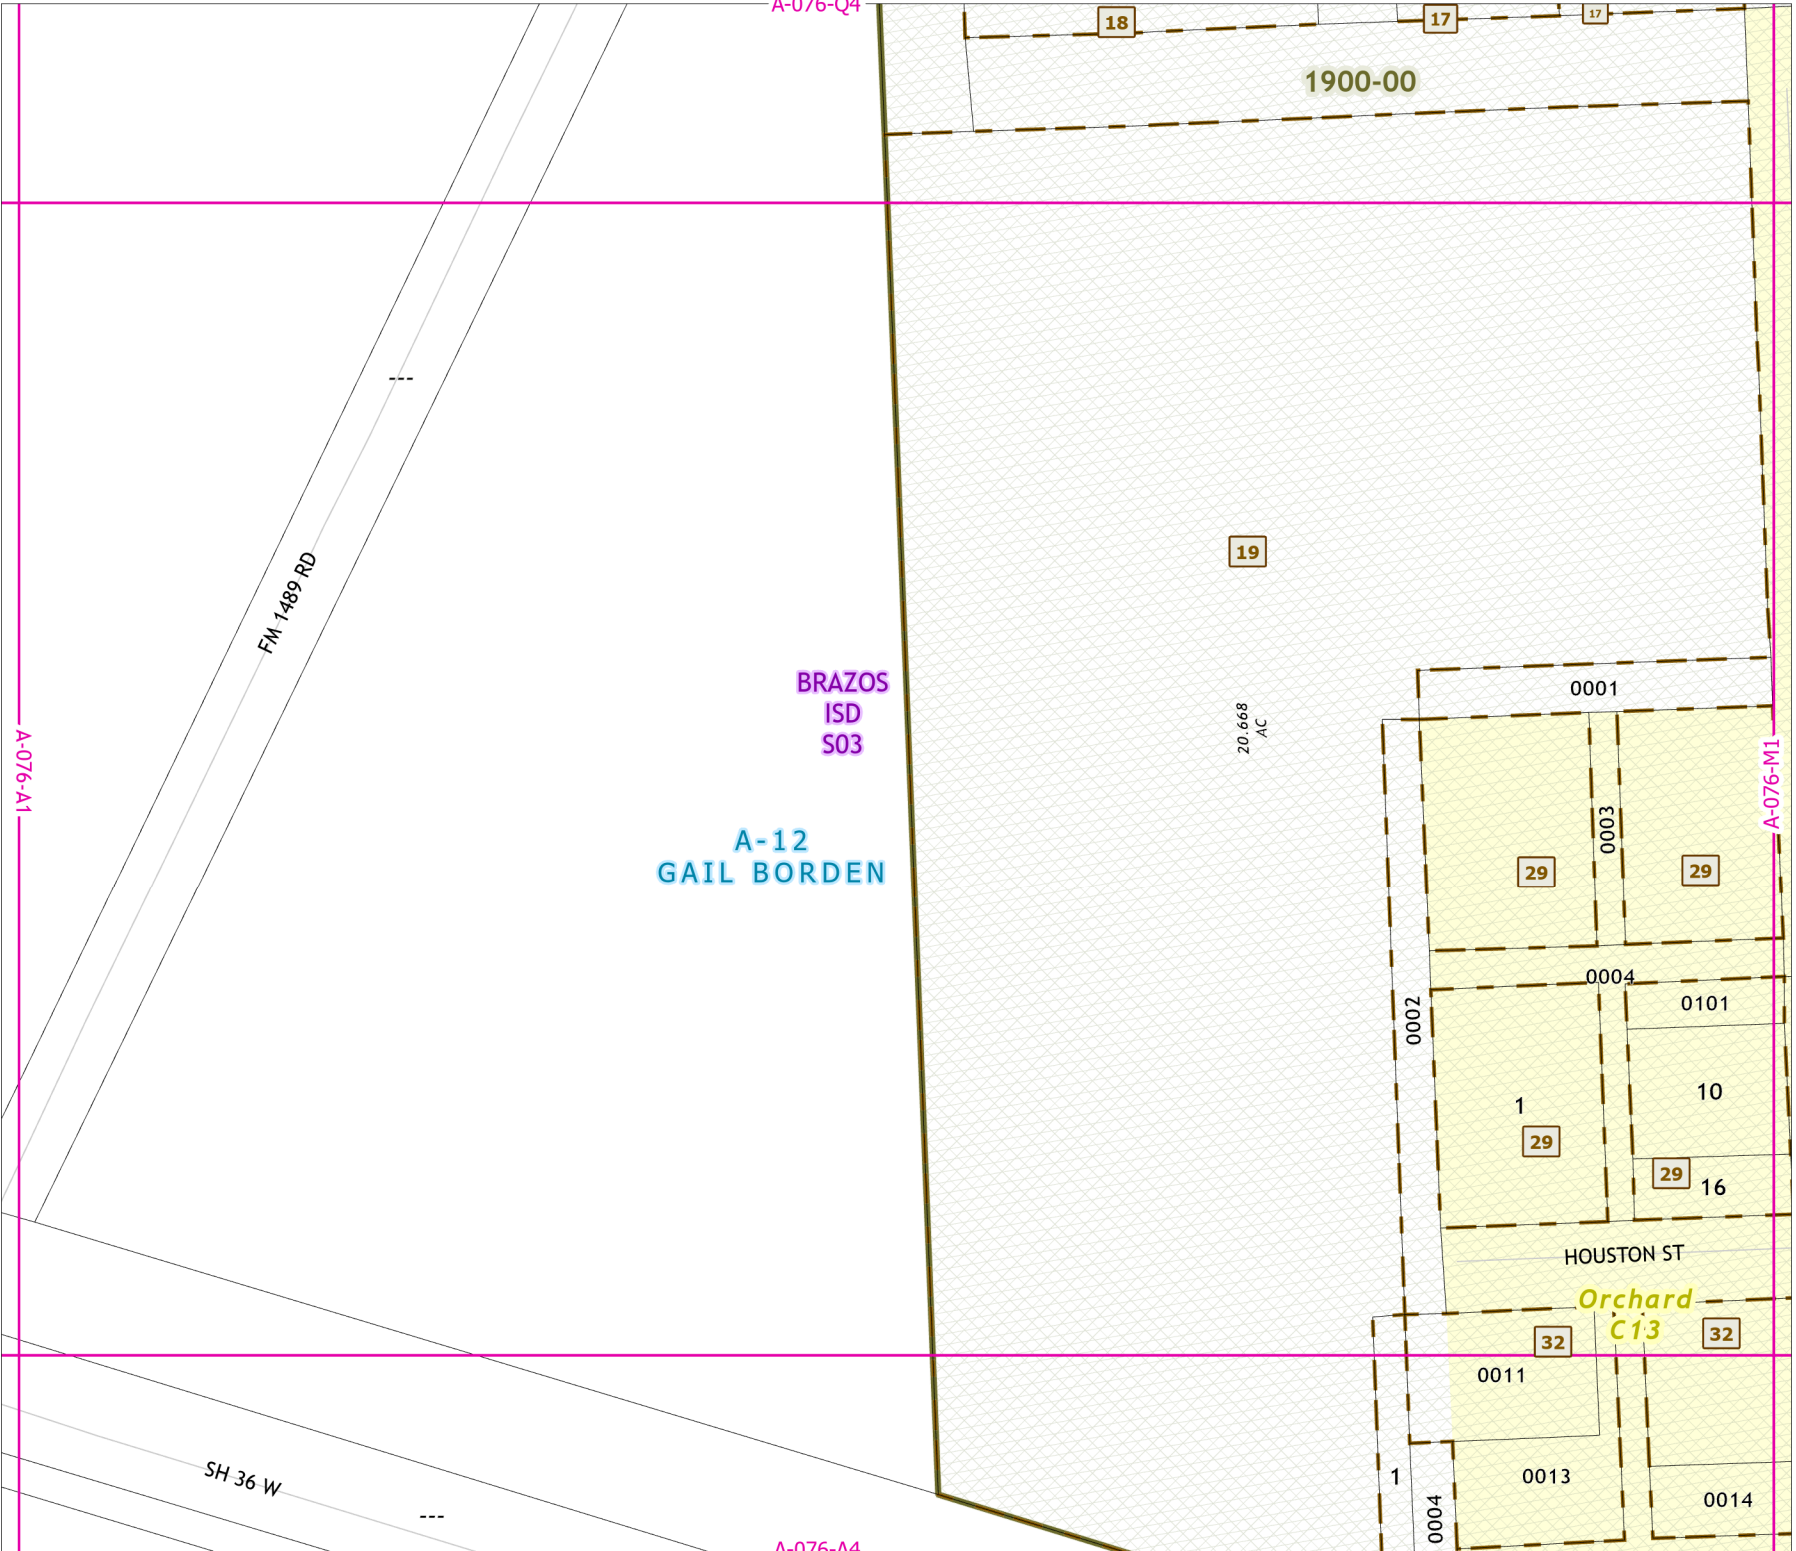 A-076-Q4
18
17
17
1900-00
---
19
FM 1489 RD
BRAZOS
ISD
S03
0001
20.668
AC
A-076-A1
A-076-M1
0003
A-12
GAIL BORDEN
29
29
0004
0101
0002
10
1
29
29
16
HOUSTON ST
Orchard
C13
32
32
0011
SH 36 W
1
0013
0014
0004
---
A-076-A4